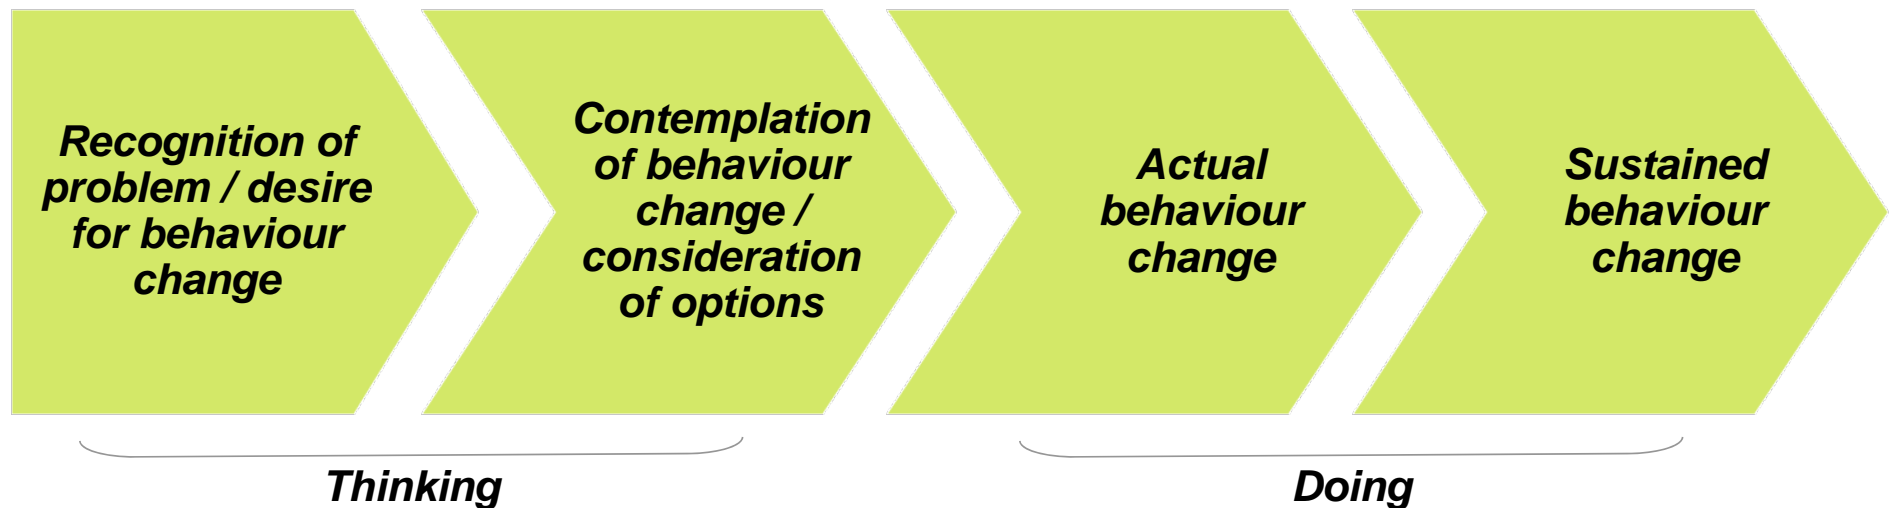 Recognition of
problem / desire
for behaviour
change
Contemplation
of behaviour
change /
consideration
of options
Actual
behaviour
change
Sustained
behaviour
change
Thinking
Doing